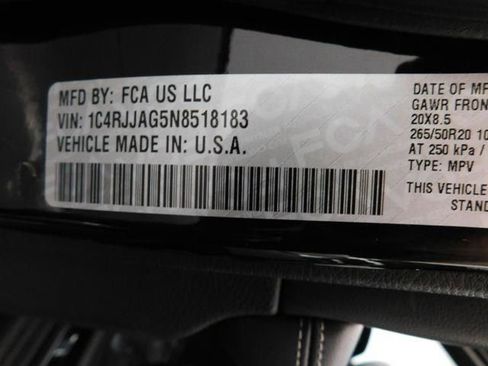 MFD BY: FCA US LLC
VIN: 1C4RJJAG5N8518183
VEHICLE MADE IN: U.S.A.
DATE OF MF
GAWR FRON
20X8.5
265/50R20 10
AT 250 kPa /
TYPE: MPV
THIS VEHICLE
STAND